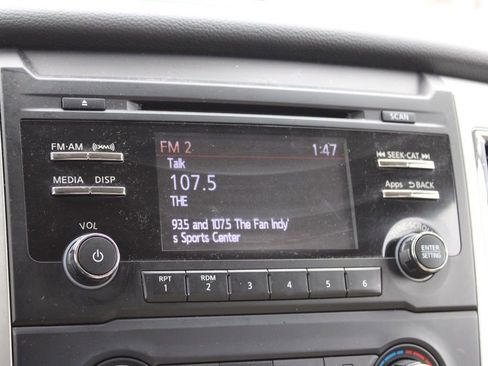 SCAN
FM·AM ((XM))
FM 2 1:47
Talk
107.5
THE
93.5 and 107.5 The Fan Indy'
s Sports Center
SEEK·CAT
MEDIA DISP
Apps BACK
VOL
ENTER
SETTING
RPT
1
RDM
2
3
4
5
6